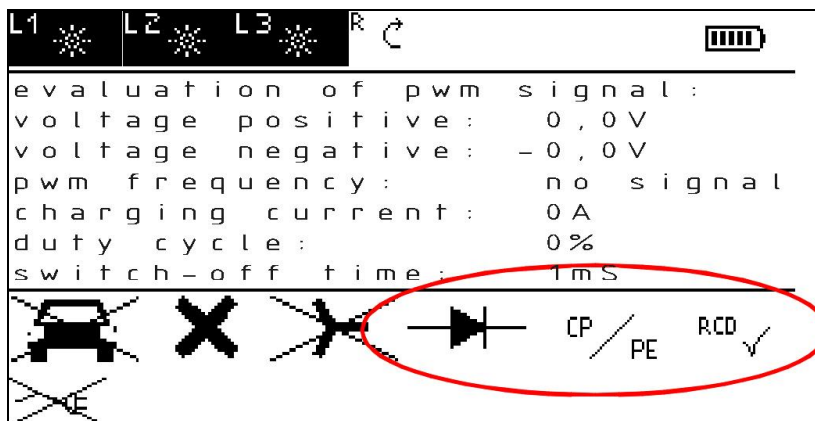 L1 L2 L3 R
evaluation of pwm signal:
voltage positive: 0,0V
voltage negative: -0,0V
pwm frequency: no signal
charging current: 0A
duty cycle: 0%
switch-off time: 1mS
CP/PE RCD